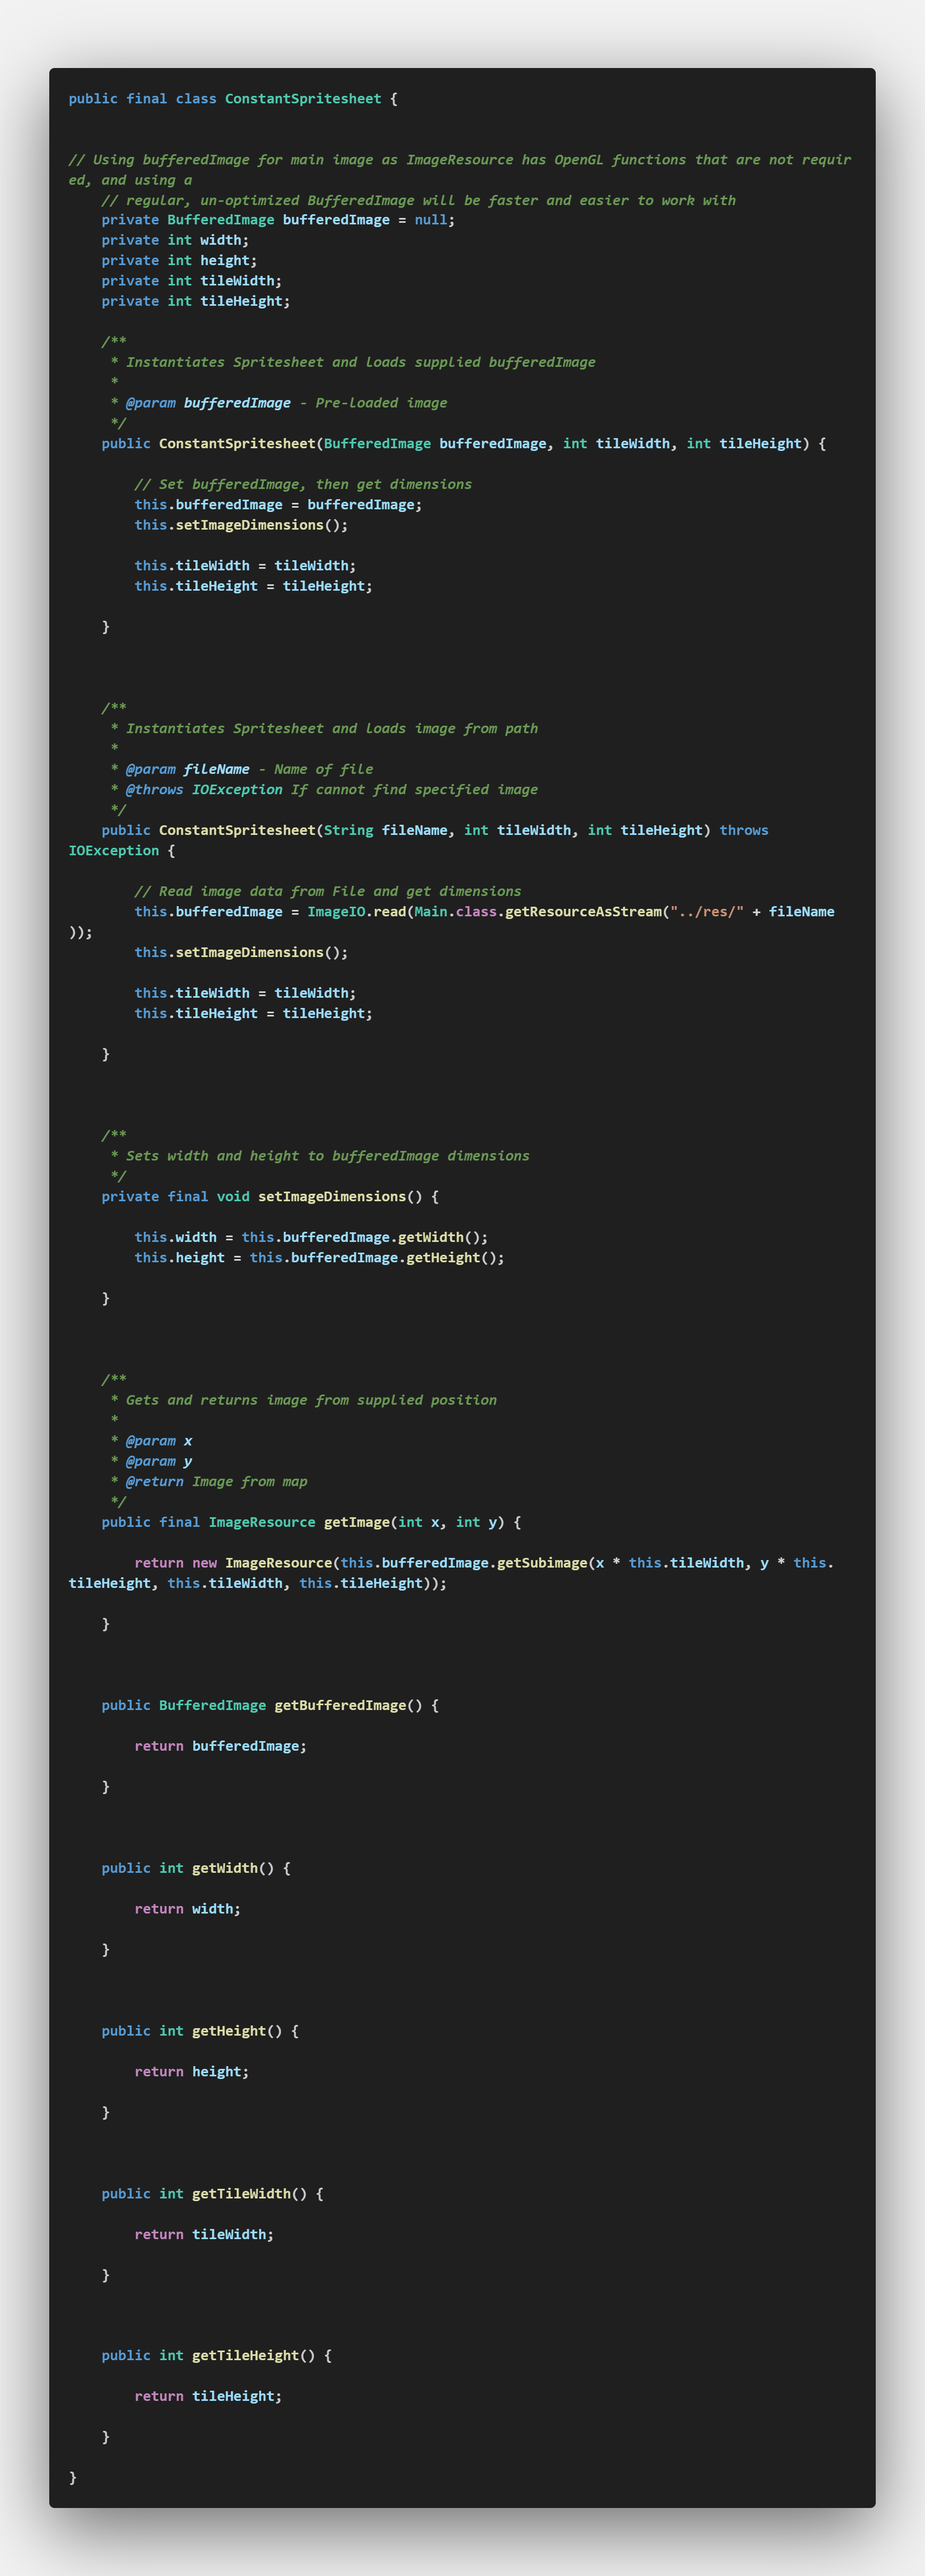 public final class ConstantSpritesheet {
// Using bufferedImage for main image as ImageResource has OpenGL functions that are not requir
ed, and using a
    // regular, un-optimized BufferedImage will be faster and easier to work with
    private BufferedImage bufferedImage = null;
    private int width;
    private int height;
    private int tileWidth;
    private int tileHeight;
    /**
     * Instantiates Spritesheet and loads supplied bufferedImage
     *
     * @param bufferedImage - Pre-loaded image
     */
    public ConstantSpritesheet(BufferedImage bufferedImage, int tileWidth, int tileHeight) {
        // Set bufferedImage, then get dimensions
        this.bufferedImage = bufferedImage;
        this.setImageDimensions();
        this.tileWidth = tileWidth;
        this.tileHeight = tileHeight;
    }
    /**
     * Instantiates Spritesheet and loads image from path
     *
     * @param fileName - Name of file
     * @throws IOException If cannot find specified image
     */
    public ConstantSpritesheet(String fileName, int tileWidth, int tileHeight) throws
IOException {
        // Read image data from File and get dimensions
        this.bufferedImage = ImageIO.read(Main.class.getResourceAsStream("../res/" + fileName
));
        this.setImageDimensions();
        this.tileWidth = tileWidth;
        this.tileHeight = tileHeight;
    }
    /**
     * Sets width and height to bufferedImage dimensions
     */
    private final void setImageDimensions() {
        this.width = this.bufferedImage.getWidth();
        this.height = this.bufferedImage.getHeight();
    }
    /**
     * Gets and returns image from supplied position
     *
     * @param x
     * @param y
     * @return Image from map
     */
    public final ImageResource getImage(int x, int y) {
        return new ImageResource(this.bufferedImage.getSubimage(x * this.tileWidth, y * this.
tileHeight, this.tileWidth, this.tileHeight));
    }
    public BufferedImage getBufferedImage() {
        return bufferedImage;
    }
    public int getWidth() {
        return width;
    }
    public int getHeight() {
        return height;
    }
    public int getTileWidth() {
        return tileWidth;
    }
    public int getTileHeight() {
        return tileHeight;
    }
}